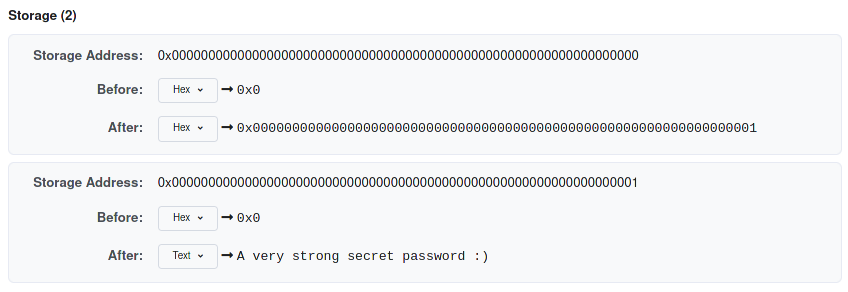 Storage (2)
Storage Address: 0x0000000000000000000000000000000000000000000000000000000000000000
Before: Hex ➞ 0x0
After: Hex ➞ 0x0000000000000000000000000000000000000000000000000000000000000001
Storage Address: 0x0000000000000000000000000000000000000000000000000000000000000001
Before: Hex ➞ 0x0
After: Text ➞ A very strong secret password :)